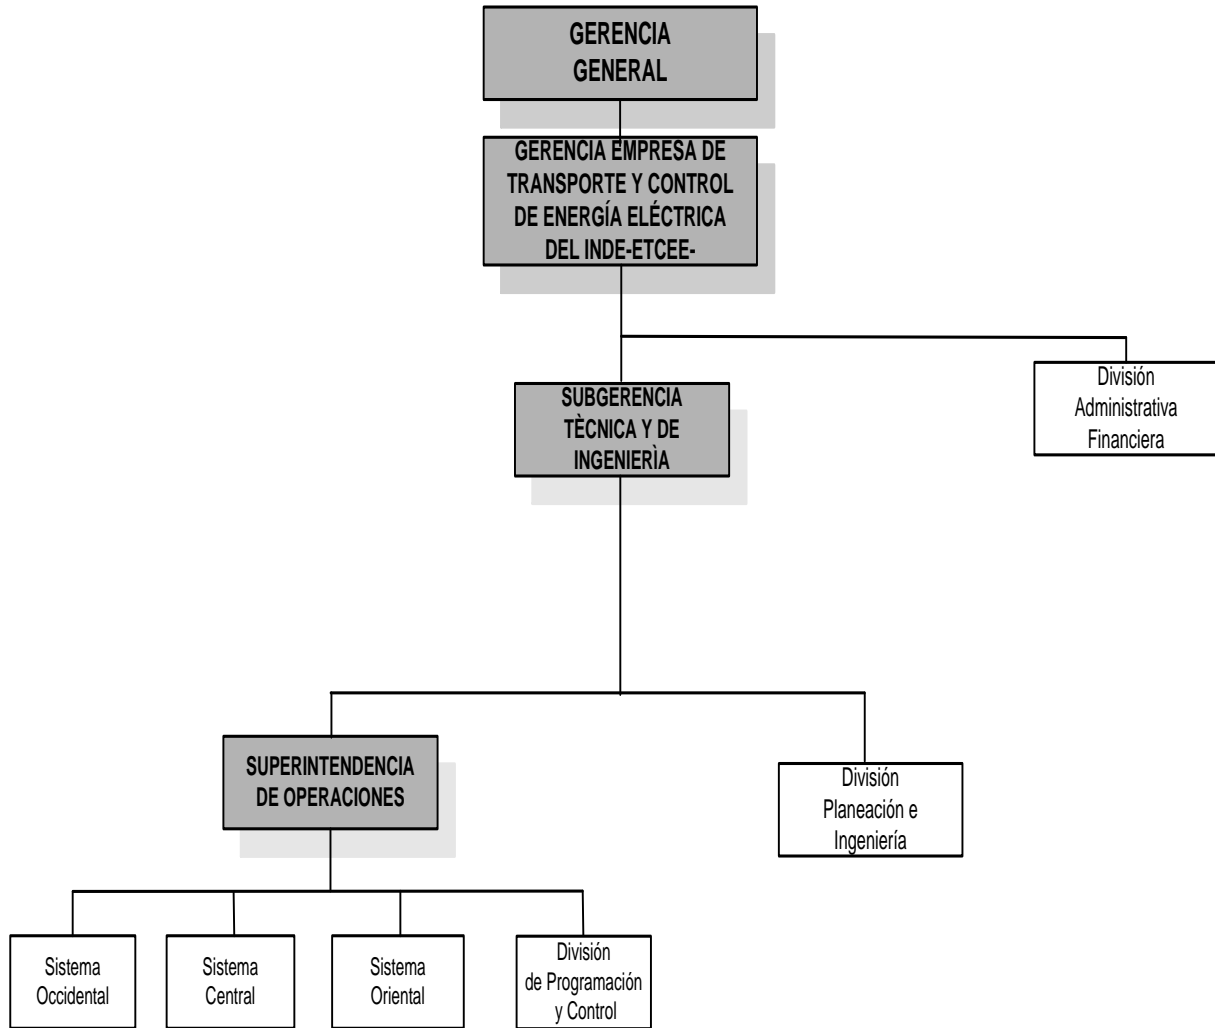 GERENCIA
GENERAL
GERENCIA EMPRESA DE
TRANSPORTE Y CONTROL
DE ENERGÍA ELÉCTRICA
DEL INDE-ETCEE-
División
Administrativa
Financiera
SUBGERENCIA
TÈCNICA Y DE
INGENIERÌA
SUPERINTENDENCIA
DE OPERACIONES
División
Planeación e
Ingeniería
Sistema
Occidental
Sistema
Central
Sistema
Oriental
División
de Programación
y Control